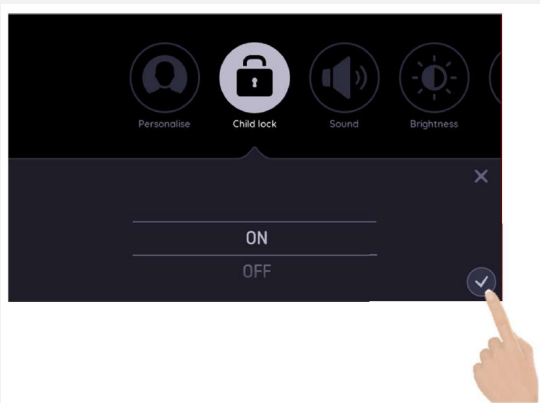 Personalise
Child lock
Sound
Brightness
ON
OFF